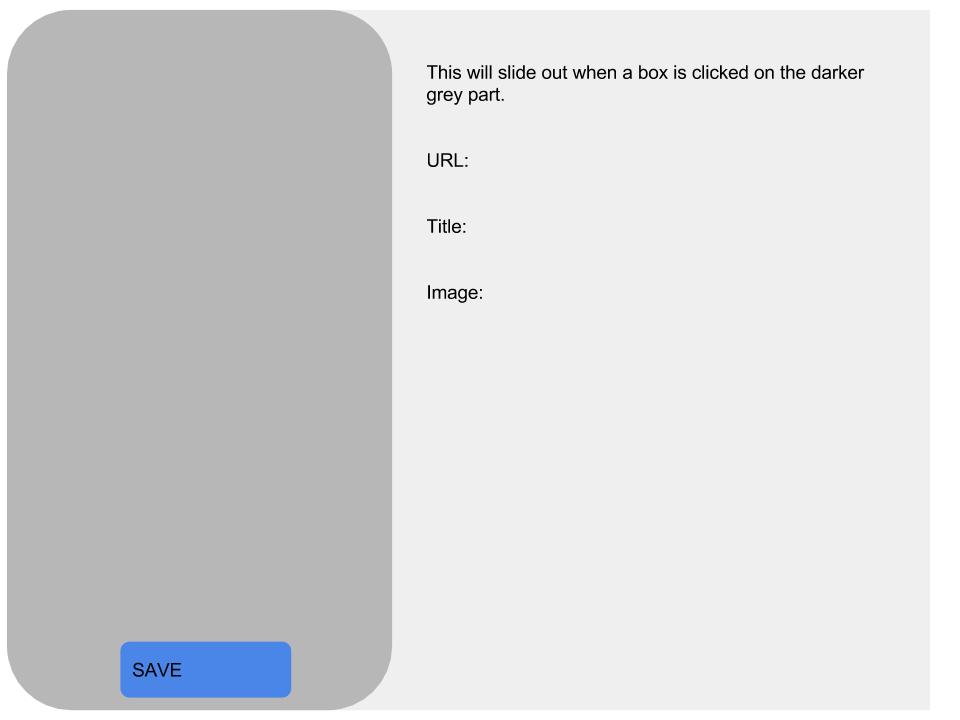 This will slide out when a box is clicked on the darker
grey part.
URL:
Title:
Image:
SAVE